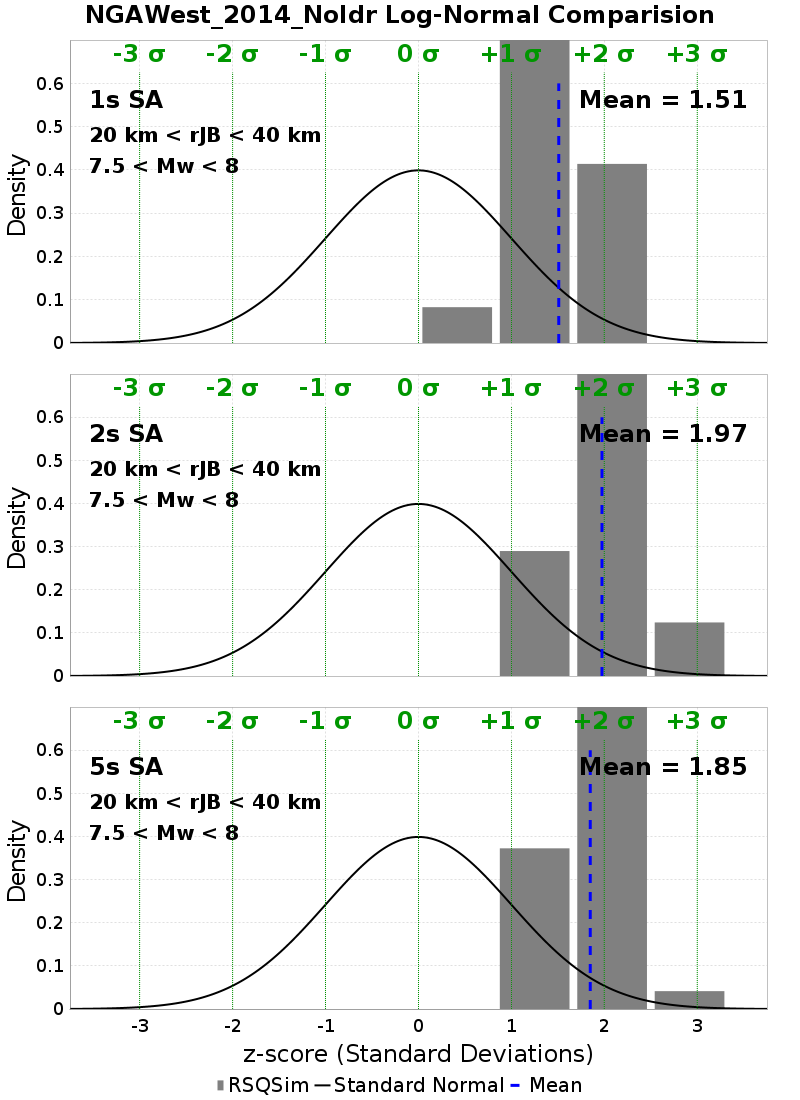 NGAWest_2014_NoIdr Log-Normal Comparision
-3 σ -2 σ -1 σ 0 σ +1 σ +2 σ +3 σ
1s SA
Mean = 1.51
20 km < rJB < 40 km
7.5 < Mw < 8
Density
0.6
0.5
0.4
0.3
0.2
0.1
0
-3 σ -2 σ -1 σ 0 σ +1 σ +2 σ +3 σ
2s SA
Mean = 1.97
20 km < rJB < 40 km
7.5 < Mw < 8
Density
0.6
0.5
0.4
0.3
0.2
0.1
0
-3 σ -2 σ -1 σ 0 σ +1 σ +2 σ +3 σ
5s SA
Mean = 1.85
20 km < rJB < 40 km
7.5 < Mw < 8
Density
0.6
0.5
0.4
0.3
0.2
0.1
0
-3 -2 -1 0 1 2 3
z-score (Standard Deviations)
RSQSim Standard Normal Mean